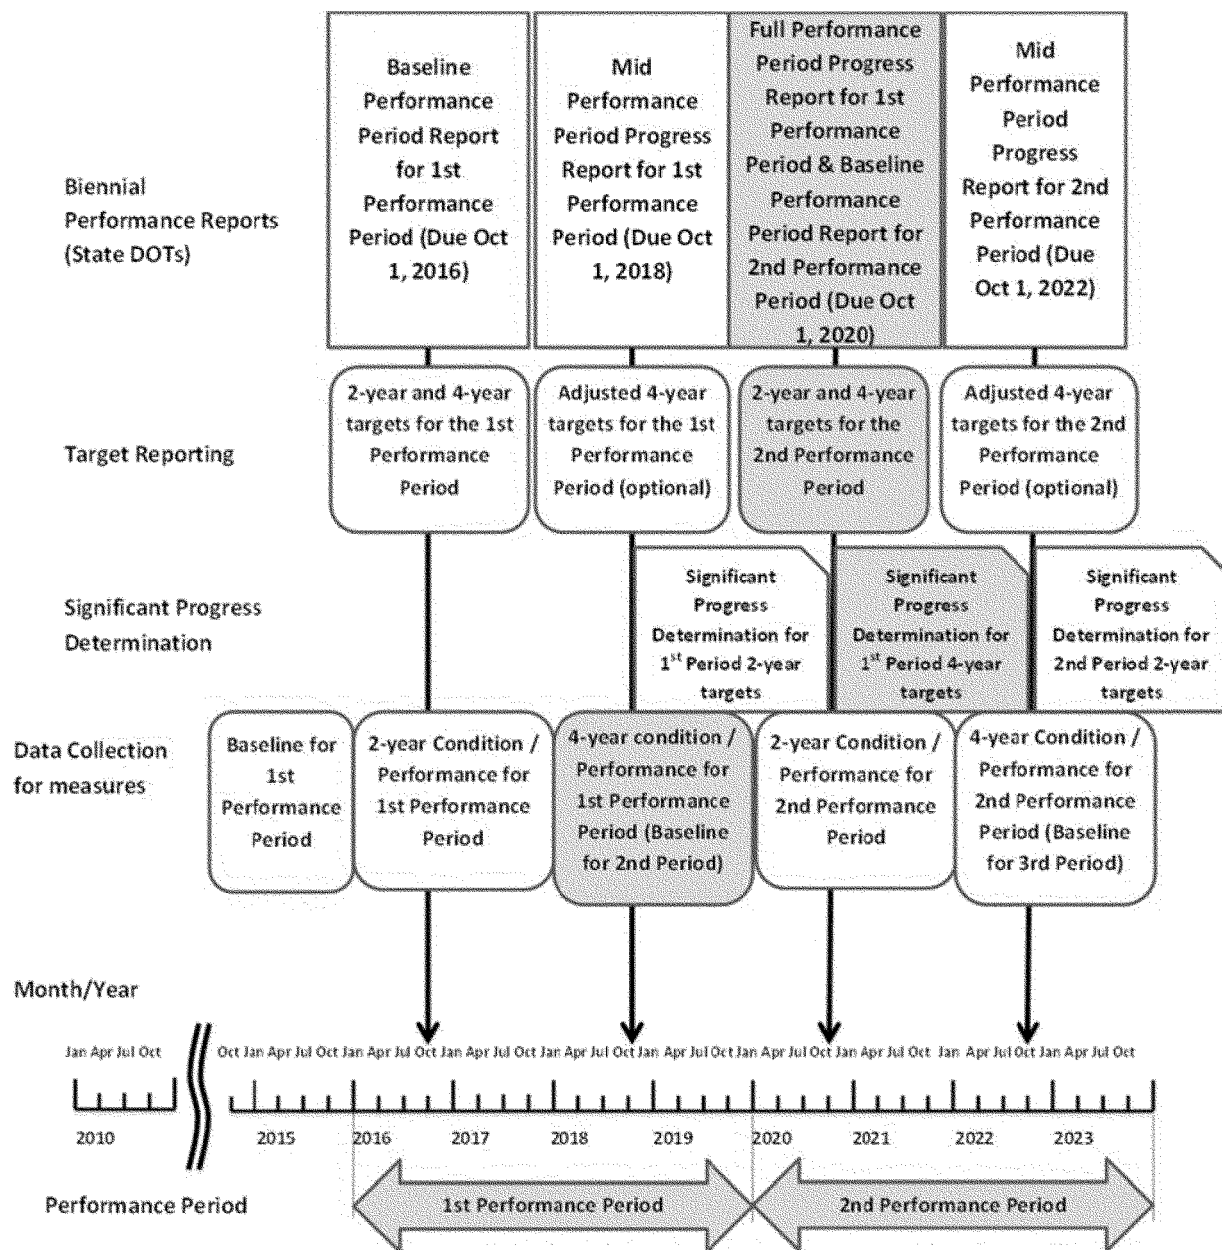 Biennial
Performance Reports
(State DOTs)
Baseline
Performance
Period Report
for 1st
Performance
Period (Due Oct
1, 2016)
Mid
Performance
Period Progress
Report for 1st
Performance
Period (Due Oct
1, 2018)
Full Performance
Period Progress
Report for 1st
Performance
Period & Baseline
Performance
Period Report for
2nd Performance
Period (Due Oct
1, 2020)
Mid
Performance
Period
Progress
Report for 2nd
Performance
Period (Due
Oct 1, 2022)
Target Reporting
2-year and 4-year
targets for the 1st
Performance
Period
Adjusted 4-year
targets for the 1st
Performance
Period (optional)
2-year and 4-year
targets for the
2nd Performance
Period
Adjusted 4-year
targets for the 2nd
Performance
Period (optional)
Significant Progress
Determination
Significant
Progress
Determination for
1st Period 2-year
targets
Significant
Progress
Determination for
1st Period 4-year
targets
Significant
Progress
Determination for
2nd Period 2-year
targets
Data Collection
for measures
Baseline for
1st
Performance
Period
2-year Condition /
Performance for
1st Performance
Period
4-year condition /
Performance for
1st Performance
Period (Baseline
for 2nd Period)
2-year Condition /
Performance for
2nd Performance
Period
4-year Condition /
Performance for
2nd Performance
Period (Baseline
for 3rd Period)
Month/Year
Jan Apr Jul Oct Oct Jan Apr Jul Oct Jan Apr Jul Oct Jan Apr Jul Oct Jan Apr Jul Oct Jan Apr Jul Oct Jan Apr Jul Oct Jan Apr Jul Oct Jan Apr Jul Oct Jan Apr Jul Oct
2010 2015 2016 2017 2018 2019 2020 2021 2022 2023
Performance Period
1st Performance Period
2nd Performance Period